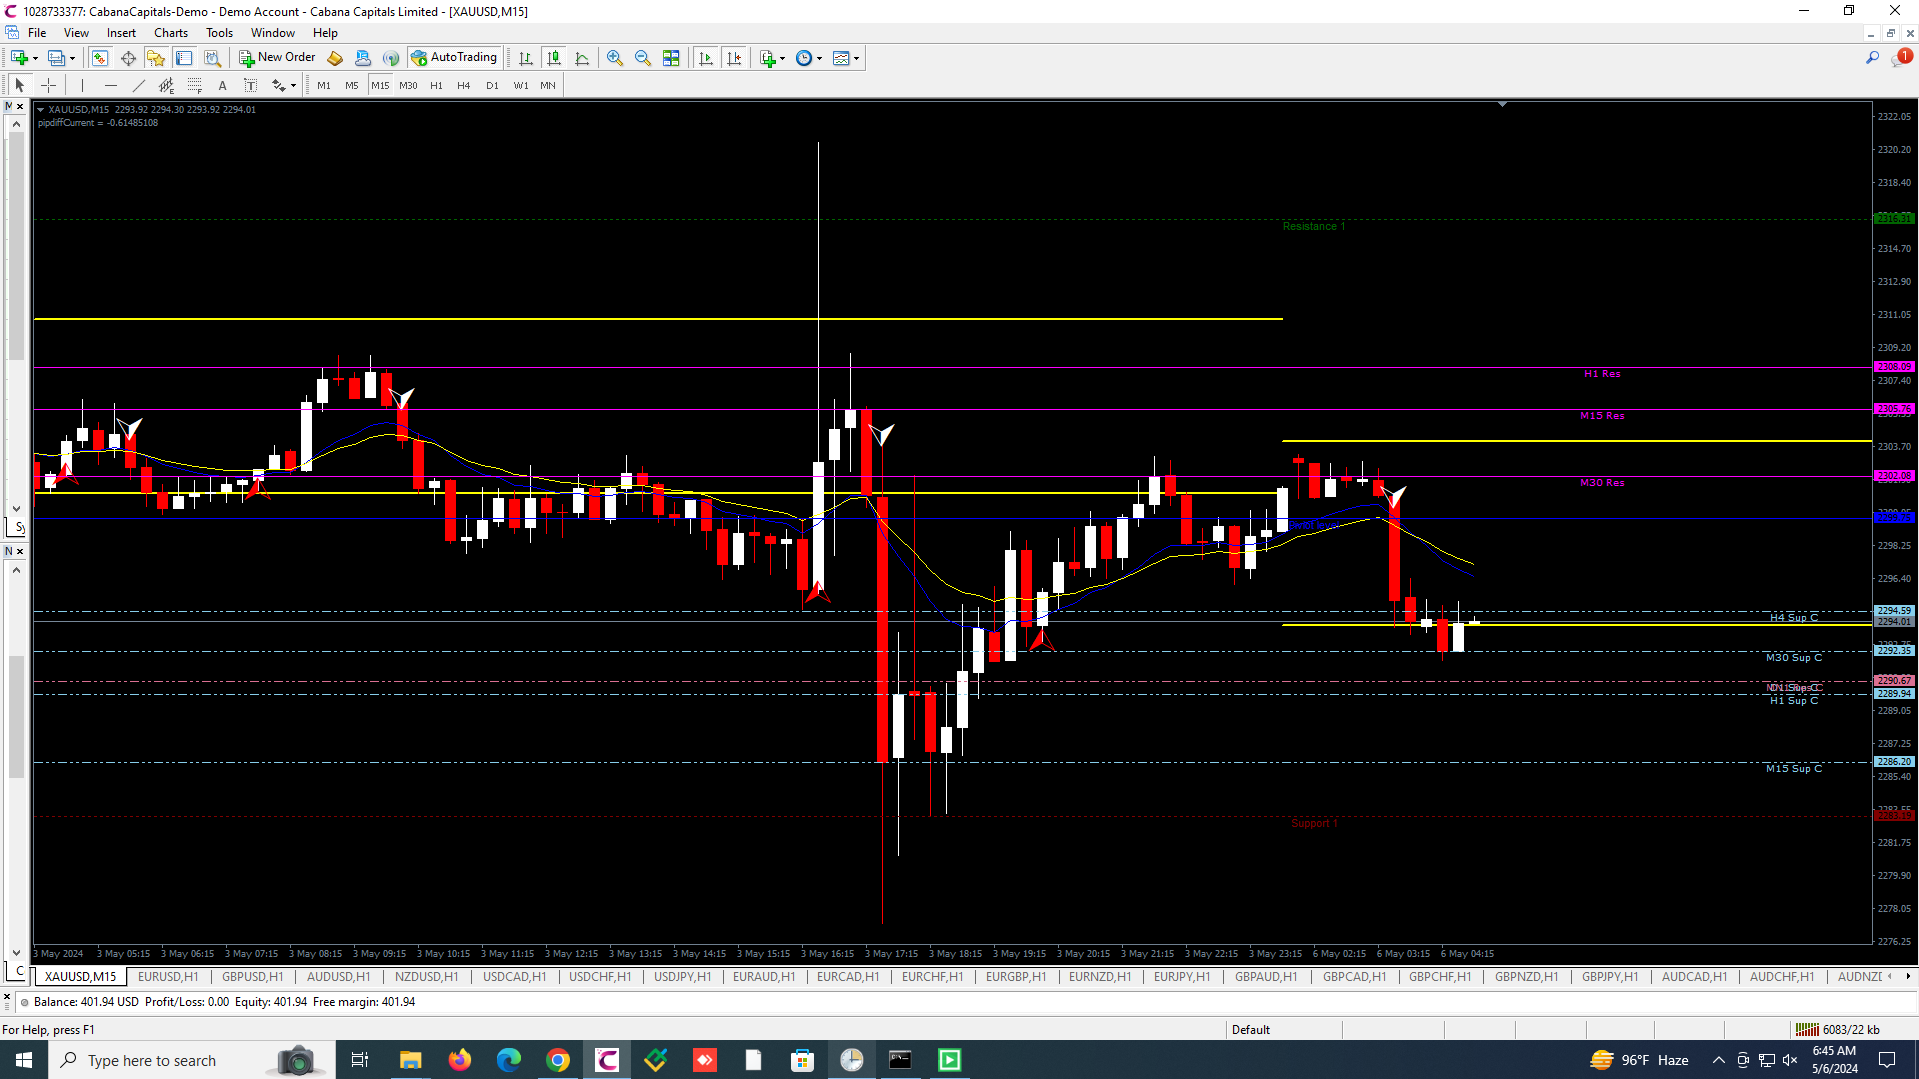 1028733377: CabanaCapitals-Demo - Demo Account - Cabana Capitals Limited - [XAUUSD,M15]
File View Insert Charts Tools Window Help
New Order AutoTrading
1
A T
M1 M5 M15 M30 H1 H4 D1 W1 MN
M
XAUUSD,M15 2293.92 2294.30 2293.92 2294.01
pipdiffCurrent = -0.61485108
2322.05
2320.20
2318.40
2316.31
Resistance 1
2314.70
2312.90
2311.05
2309.20
2308.09
H1 Res
2307.40
2305.76
M15 Res
2303.70
2302.08
M30 Res
Sy
N
2298.25
2296.40
2294.59
H4 Sup C
2294.01
2292.35
M30 Sup C
2290.67
2289.94
H1 Sup C
2289.05
2287.25
2286.20
M15 Sup C
2285.40
Support 1
2281.75
2279.90
2278.05
2276.25
3 May 2024 3 May 05:15 3 May 06:15 3 May 07:15 3 May 08:15 3 May 09:15 3 May 10:15 3 May 11:15 3 May 12:15 3 May 13:15 3 May 14:15 3 May 15:15 3 May 16:15 3 May 17:15 3 May 18:15 3 May 19:15 3 May 20:15 3 May 21:15 3 May 22:15 3 May 23:15 6 May 02:15 6 May 03:15 6 May 04:15
C
XAUUSD,M15 EURUSD,H1 GBPUSD,H1 AUDUSD,H1 NZDUSD,H1 USDCAD,H1 USDCHF,H1 USDJPY,H1 EURAUD,H1 EURCAD,H1 EURCHF,H1 EURGBP,H1 EURNZD,H1 EURJPY,H1 GBPAUD,H1 GBPCAD,H1 GBPCHF,H1 GBPNZD,H1 GBPJPY,H1 AUDCAD,H1 AUDCHF,H1 AUDNZD
Balance: 401.94 USD Profit/Loss: 0.00 Equity: 401.94 Free margin: 401.94
For Help, press F1
Default
6083/22 kb
Type here to search
96°F Haze
6:45 AM
5/6/2024